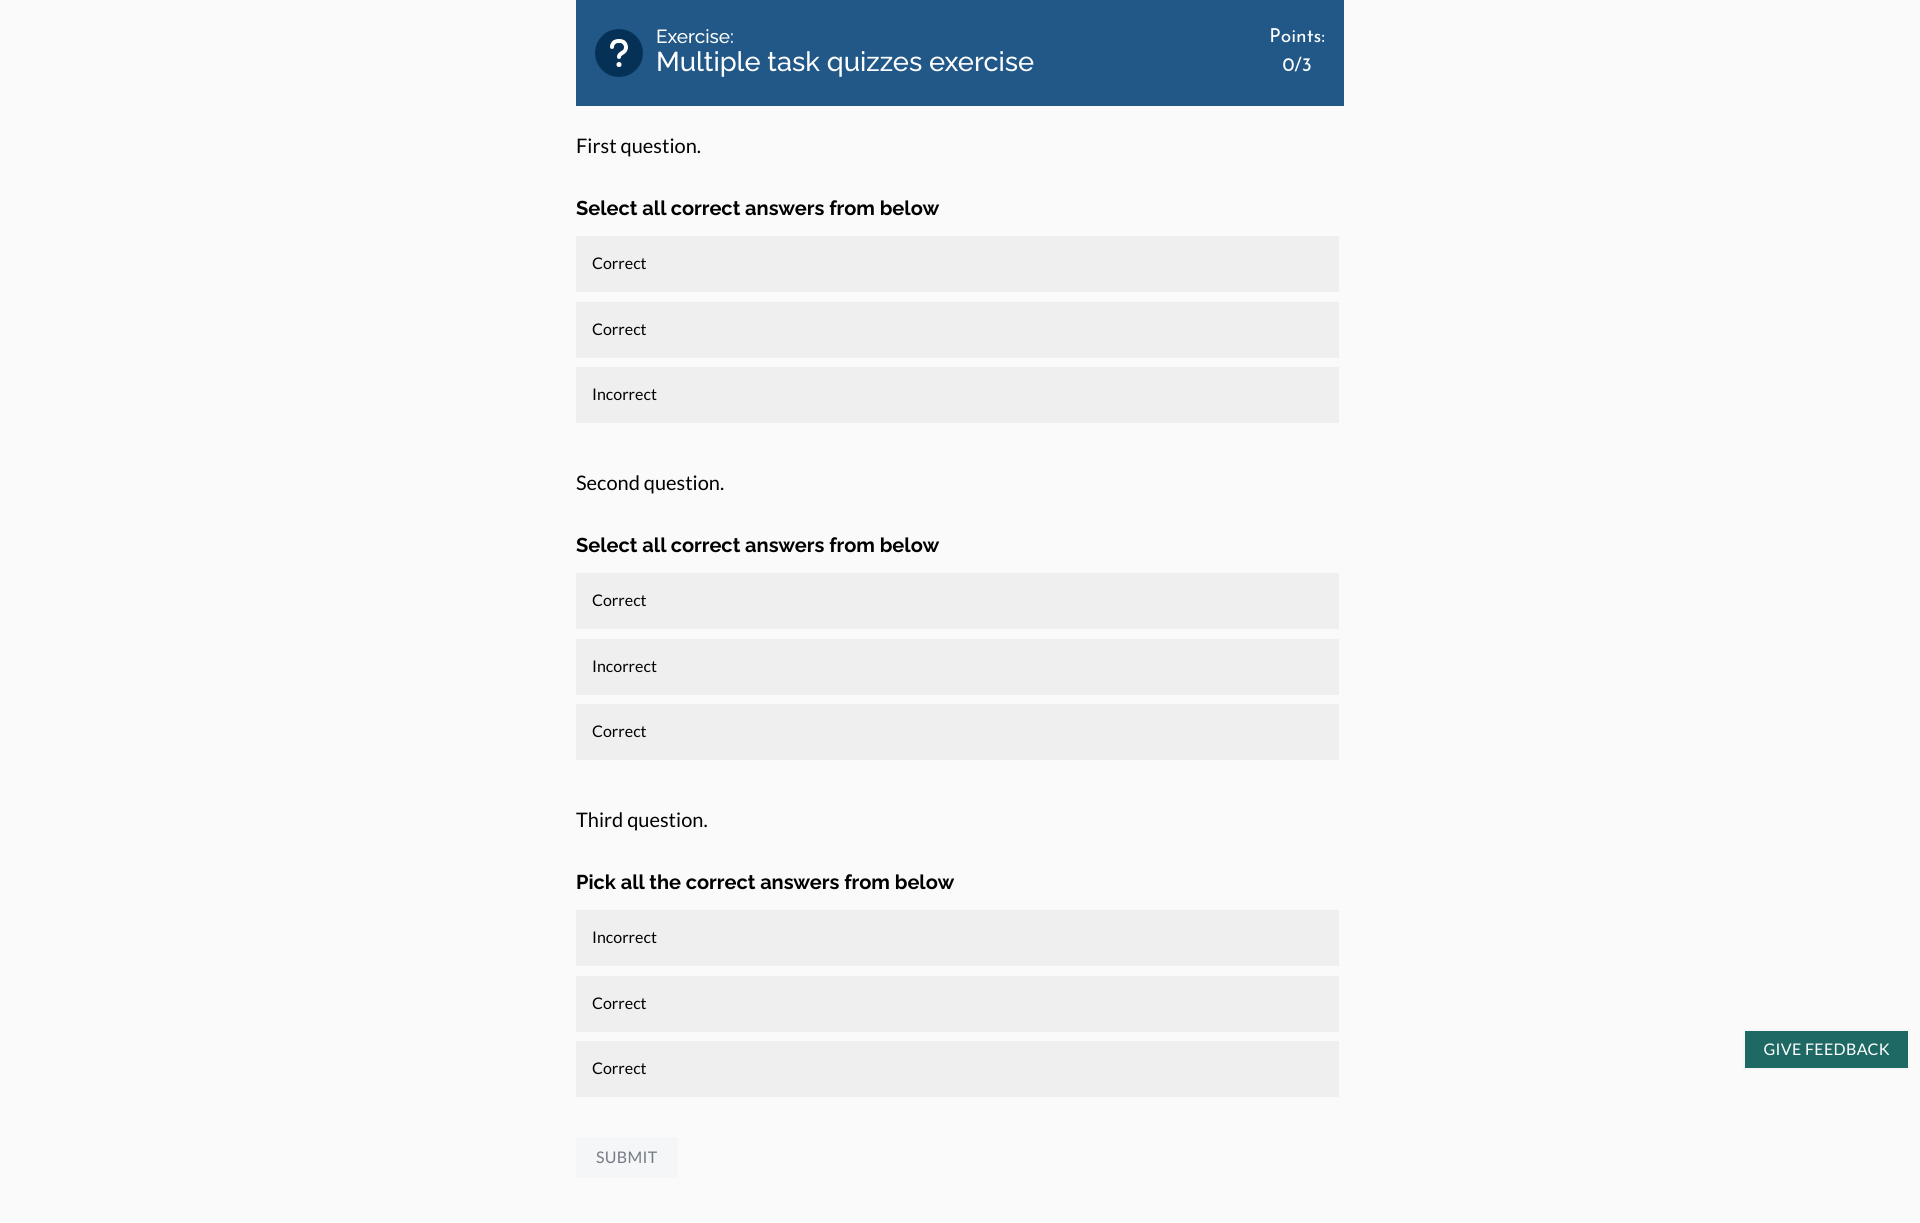 Exercise:
Multiple task quizzes exercise
Points:
0/3
First question.
Select all correct answers from below
Correct
Correct
Incorrect
Second question.
Select all correct answers from below
Correct
Incorrect
Correct
Third question.
Pick all the correct answers from below
Incorrect
Correct
Correct
GIVE FEEDBACK
SUBMIT